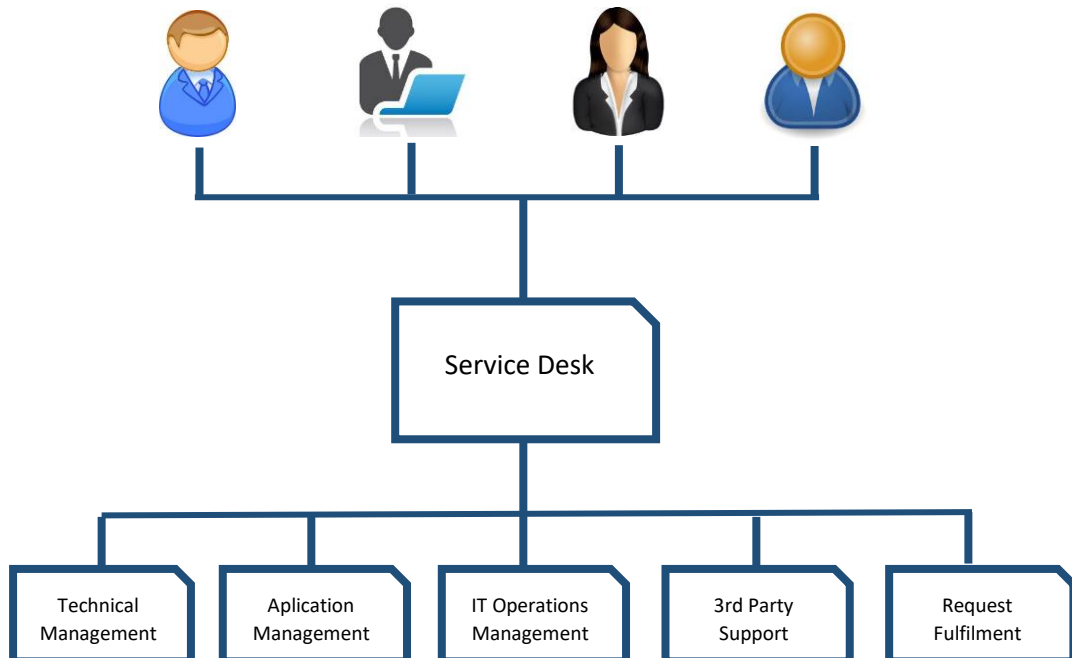 Service Desk
Technical
Management
Aplication
Management
IT Operations
Management
3rd Party
Support
Request
Fulfilment